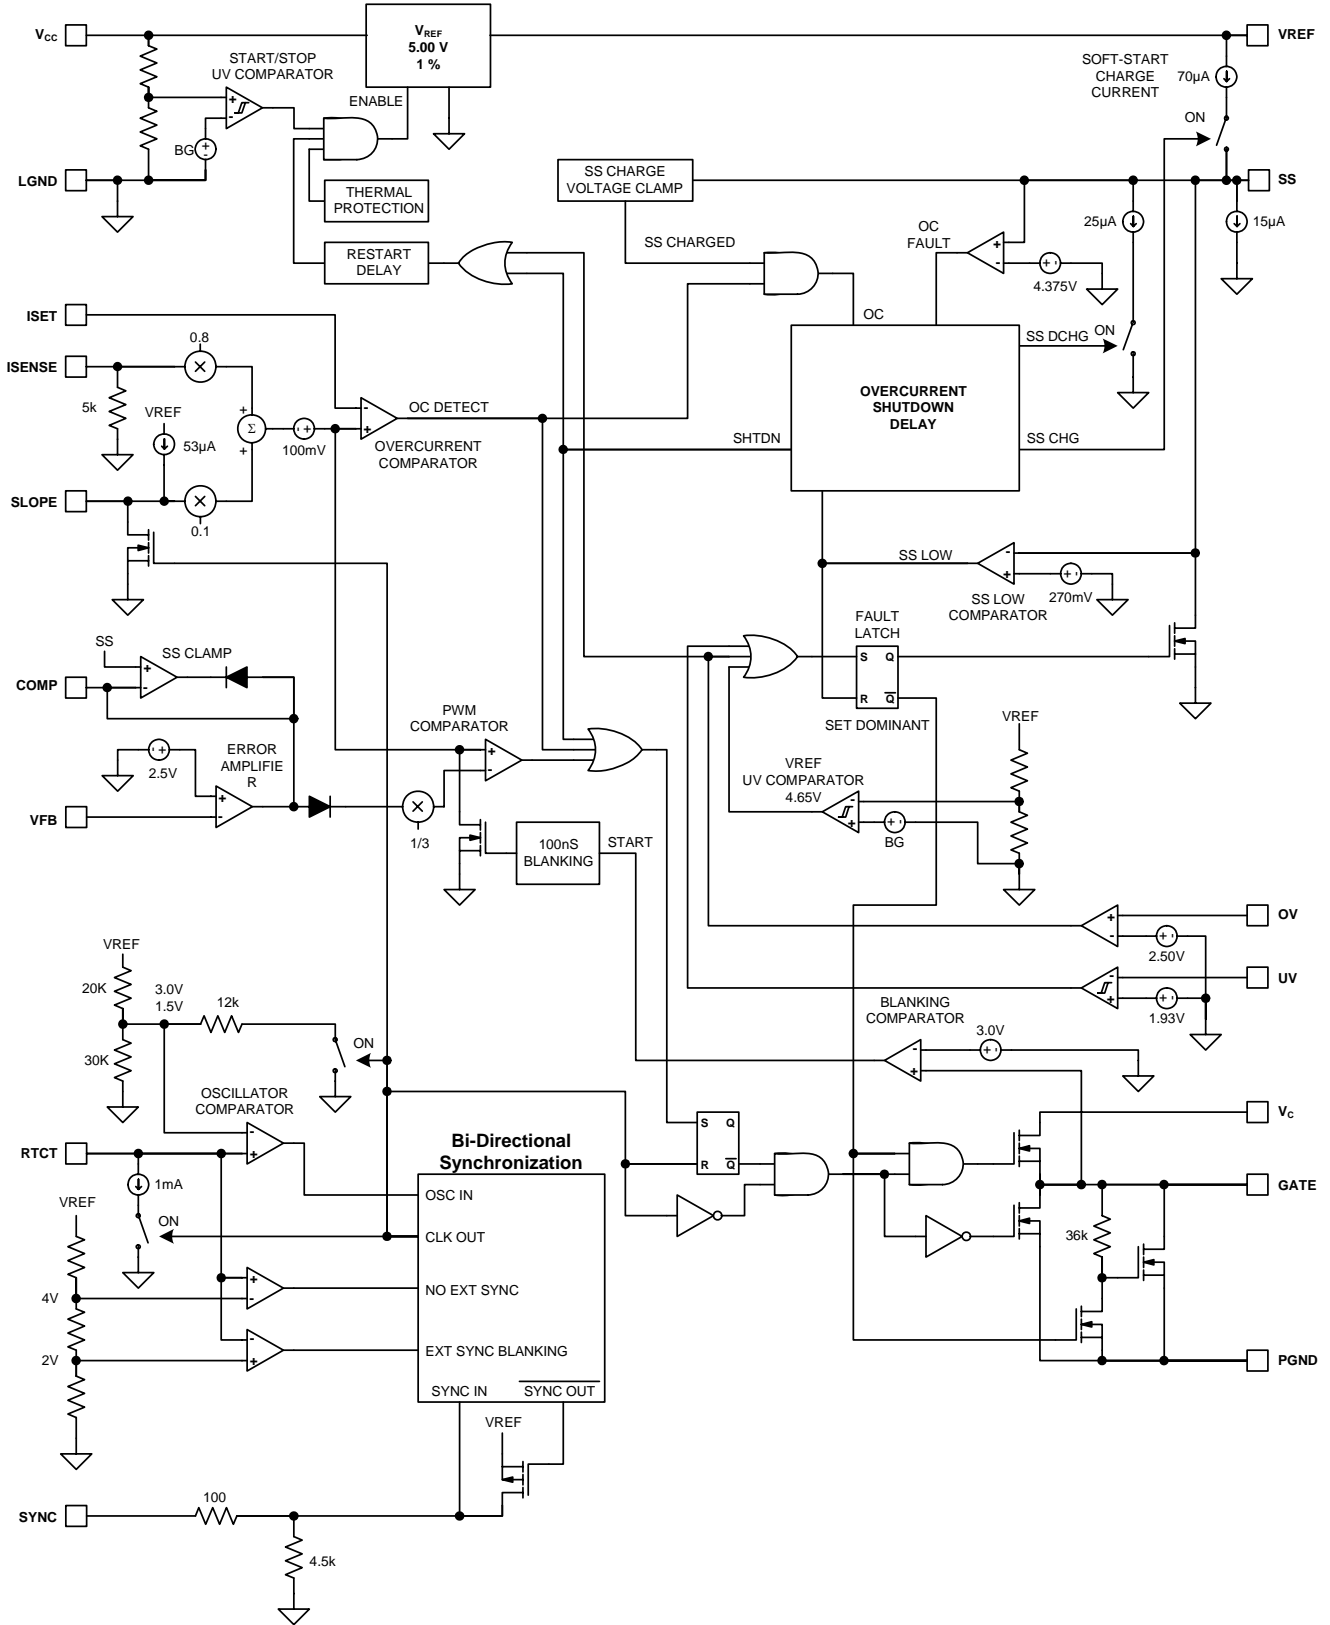 VCC
VREF
5.00 V
1 %
VREF
START/STOP
UV COMPARATOR
SOFT-START
CHARGE
CURRENT
70µA
ENABLE
ON
+
-
BG
+
-
LGND
THERMAL
PROTECTION
SS CHARGE
VOLTAGE CLAMP
SS
25µA
15µA
OC
FAULT
SS CHARGED
RESTART
DELAY
+
-
+ -
4.375V
ISET
OC
SS DCHG
ON
0.8
ISENSE
×
5k
VREF
53µA
+
Σ
+
- +
100mV
-
+
OC DETECT
OVERCURRENT
COMPARATOR
OVERCURRENT
SHUTDOWN
DELAY
SHTDN
SS CHG
SLOPE
×
0.1
SS LOW
-
+
+ -
270mV
SS LOW
COMPARATOR
FAULT
LATCH
S Q
R Q
SET DOMINANT
SS
SS CLAMP
+
-
COMP
PWM
COMPARATOR
+
-
VREF
- +
2.5V
ERROR
AMPLIFIE
R
+
-
VFB
×
1/3
VREF
UV COMPARATOR
4.65V
-
+
+ -
BG
100nS
BLANKING
START
OV
+
-
+ -
2.50V
UV
-
+
+ -
1.93V
VREF
20K
3.0V
1.5V
12k
30K
ON
BLANKING
COMPARATOR
3.0V
-
+
+ -
OSCILLATOR
COMPARATOR
-
+
S Q
R Q
VC
RTCT
1mA
ON
Bi-Directional
Synchronization
OSC IN
CLK OUT
NO EXT SYNC
EXT SYNC BLANKING
SYNC IN
SYNC OUT
GATE
36k
VREF
4V
+
-
2V
-
+
PGND
VREF
SYNC
100
4.5k